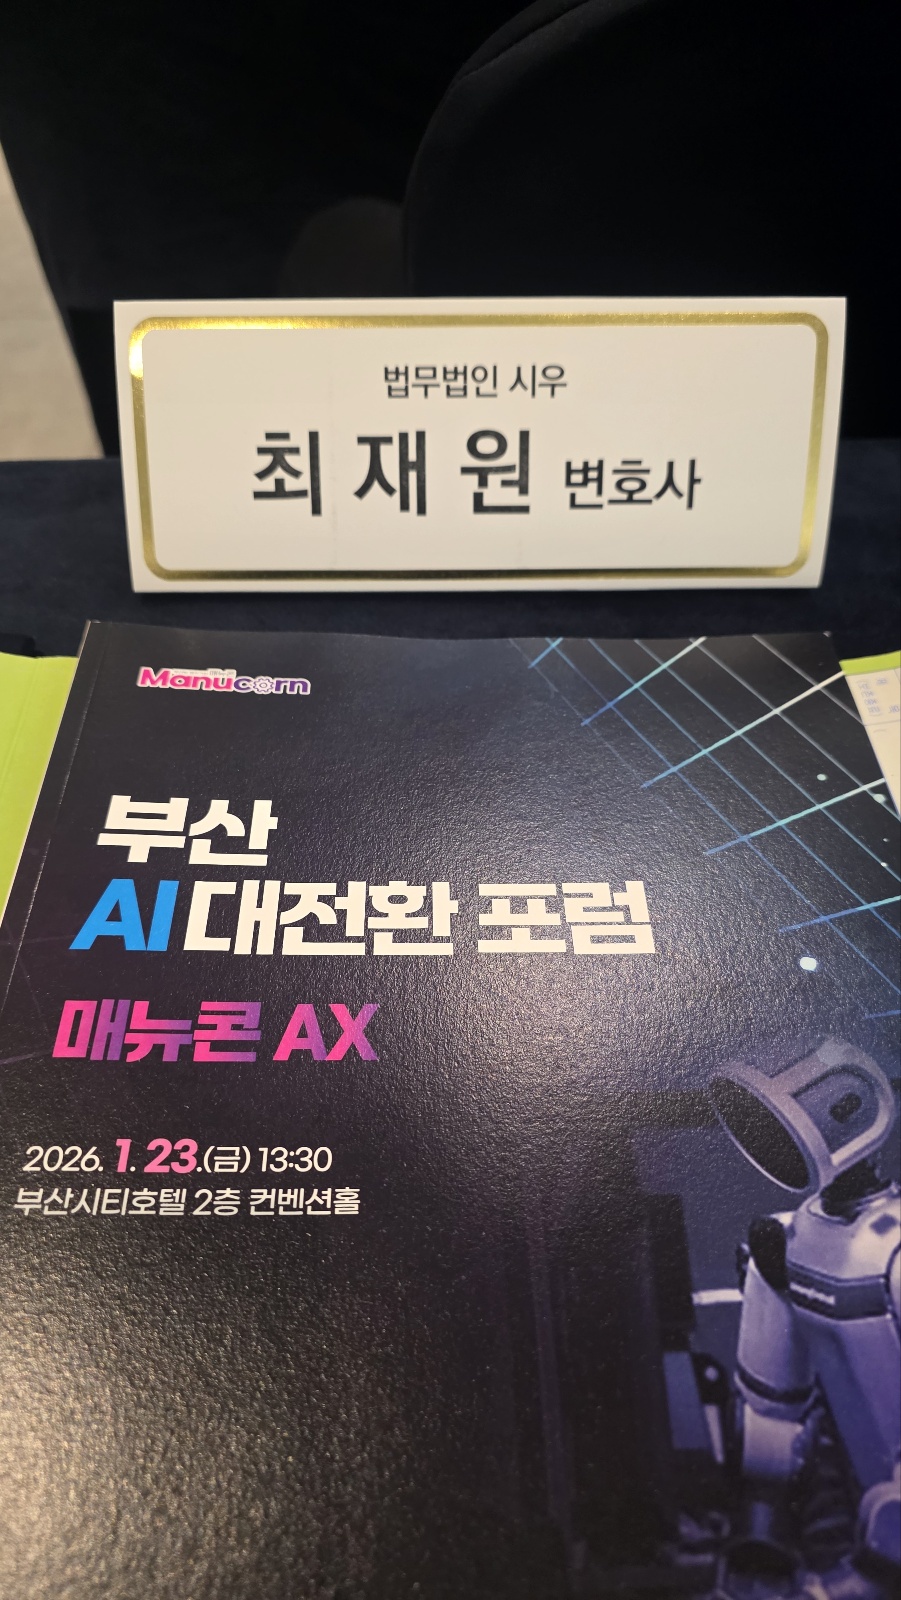 법무법인 시우
최재원 변호사
Manucorn
부산
AI 대전환 포럼
매뉴콘 AX
2026. 1. 23.(금) 13:30
부산시티호텔 2층 컨벤션홀